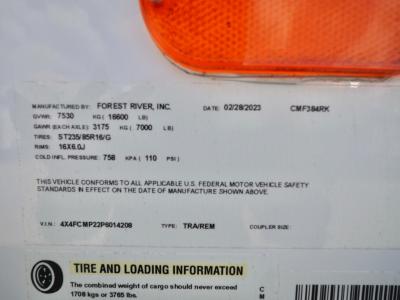 MANUFACTURED BY: FOREST RIVER, INC. DATE: 02/28/2023 CMF384RK
GVWR: 7530 KG ( 16600 LB)
GAWR (EACH AXLE): 3175 KG ( 7000 LB)
TIRES: ST235/85R16/G
RIMS: 16X6.0J
COLD INFL. PRESSURE: 758 KPA ( 110 PSI)
THIS VEHICLE CONFORMS TO ALL APPLICABLE U.S. FEDERAL MOTOR VEHICLE SAFETY
STANDARDS IN EFFECT ON THE DATE OF MANUFACTURE SHOWN ABOVE.
V.I.N.: 4X4FCMP22P6014208 TYPE: TRA/REM COUPLER SIZE:
TIRE AND LOADING INFORMATION
The combined weight of cargo should never exceed
1708 kgs or 3765 lbs.
C
M